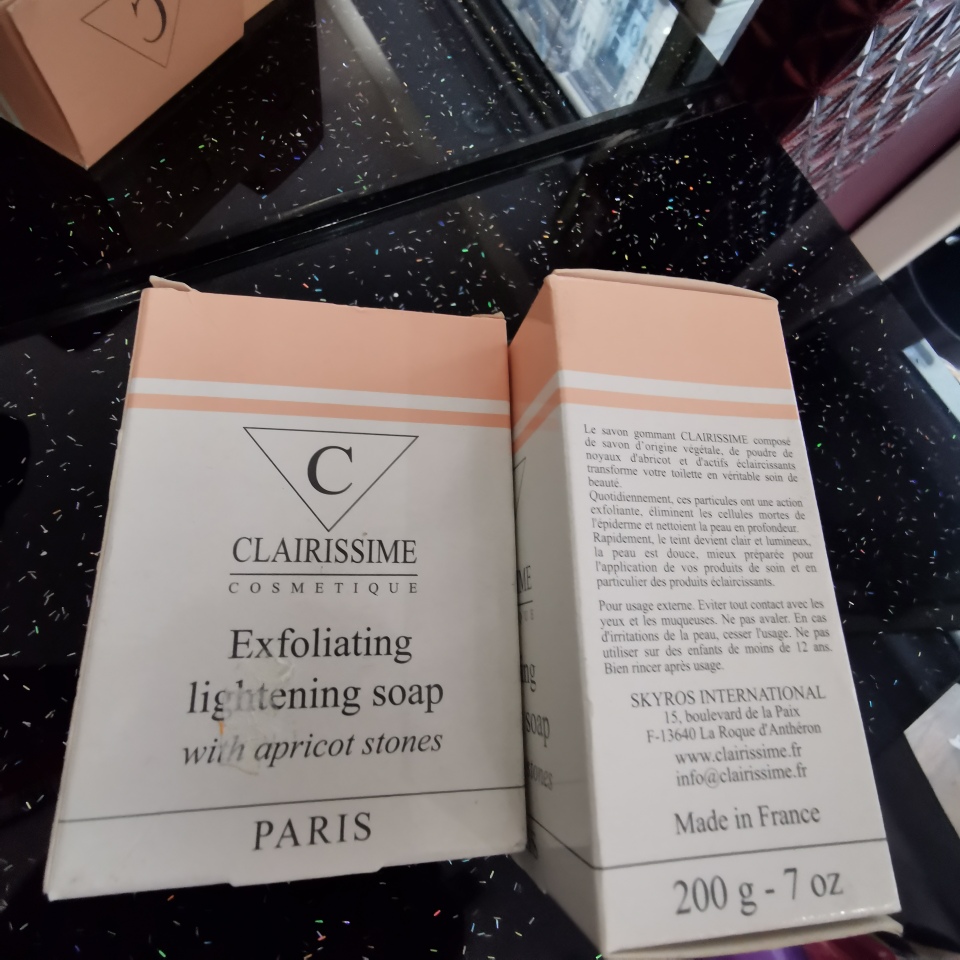 C
C
CLAIRISSIME
COSMETIQUE
Exfoliating
lightening soap
with apricot stones
PARIS
ME
ng
soap
Le savon gommant CLAIRISSIME composé
de savon d'origine végétale, de poudre de
noyaux d'abricot et d'actifs éclaircissants
transforme votre toilette en véritable soin de
beauté.
Quotidiennement, ces particules ont une action
exfoliante, éliminent les cellules mortes de
l'épiderme et nettoient la peau en profondeur.
Rapidement, le teint devient clair et lumineux,
la peau est douce, mieux préparée pour
l'application de vos produits de soin et en
particulier des produits éclaircissants.
Pour usage externe. Eviter tout contact avec les
yeux et les muqueuses. Ne pas avaler. En cas
d'irritations de la peau, cesser l'usage. Ne pas
utiliser sur des enfants de moins de 12 ans.
Bien rincer après usage.
SKYROS INTERNATIONAL
15, boulevard de la Paix
F-13640 La Roque d'Anthéron
www.clairissime.fr
info@clairissime.fr
Made in France
200 g - 7 oz